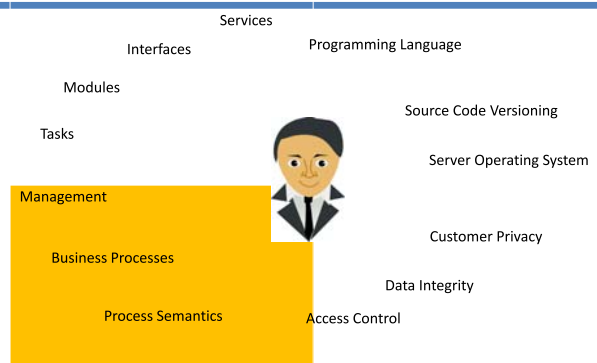 Services
Programming Language
Interfaces
Modules
Source Code Versioning
Tasks
Server Operating System
Management
Customer Privacy
Business Processes
Data Integrity
Process Semantics
Access Control